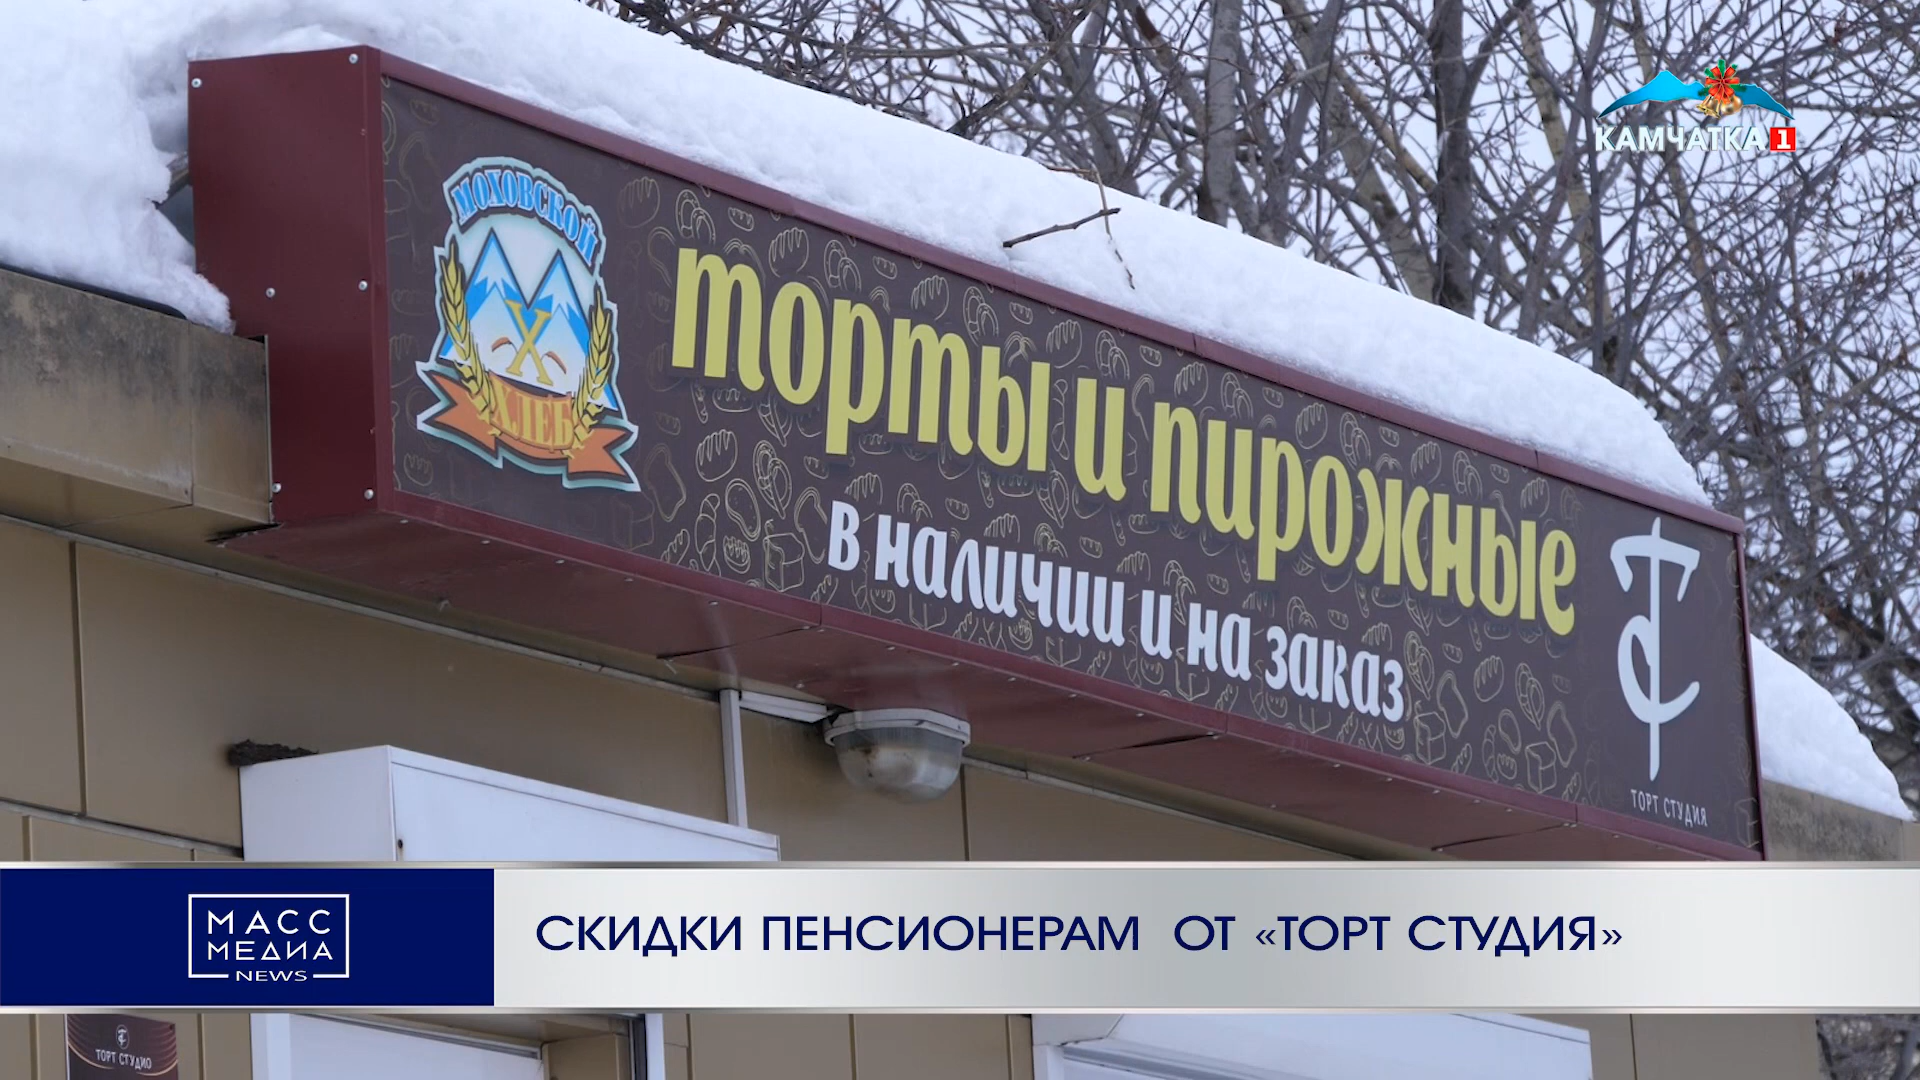 КАМЧАТКА 1
МОХОВСКОЙ
Х
ХЛЕБ
торты и пирожные
в наличии и на заказ
ТС
ТОРТ СТУДИЯ
МАСС
МЕДИА
NEWS
СКИДКИ ПЕНСИОНЕРАМ ОТ «ТОРТ СТУДИЯ»
ТОРТ СТУДИО